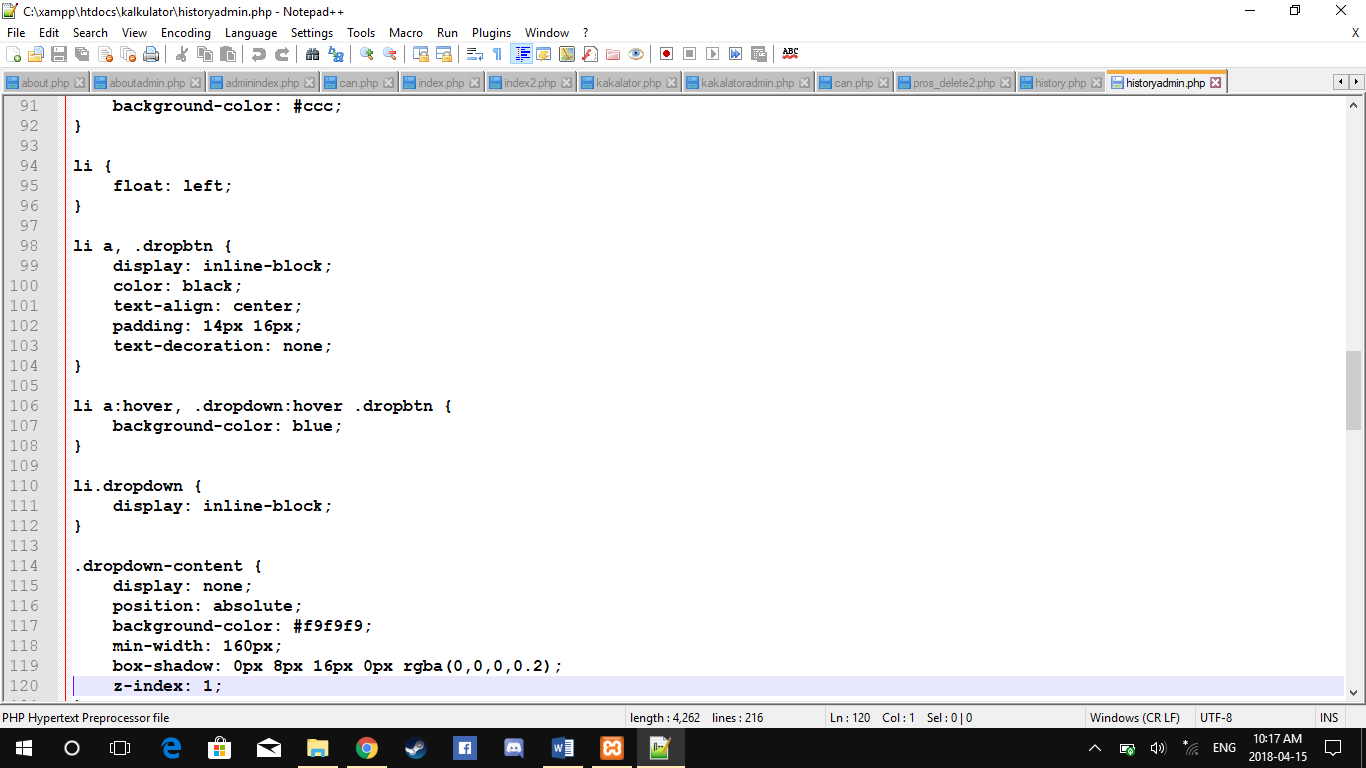 C:\xampp\htdocs\kalkulator\historyadmin.php - Notepad++
File Edit Search View Encoding Language Settings Tools Macro Run Plugins Window ? X
about.php aboutadmin.php adminindex.php can.php index.php index2.php kakalator.php kakalatoradmin.php can.php pros_delete2.php history.php historyadmin.php
91 background-color: #ccc;
92 }
93
94 li {
95 float: left;
96 }
97
98 li a, .dropbtn {
99 display: inline-block;
100 color: black;
101 text-align: center;
102 padding: 14px 16px;
103 text-decoration: none;
104 }
105
106 li a:hover, .dropdown:hover .dropbtn {
107 background-color: blue;
108 }
109
110 li.dropdown {
111 display: inline-block;
112 }
113
114 .dropdown-content {
115 display: none;
116 position: absolute;
117 background-color: #f9f9f9;
118 min-width: 160px;
119 box-shadow: 0px 8px 16px 0px rgba(0,0,0,0.2);
120 z-index: 1;
PHP Hypertext Preprocessor file length : 4,262 lines : 216 Ln : 120 Col : 1 Sel : 0 | 0 Windows (CR LF) UTF-8 INS
ENG 10:17 AM
2018-04-15